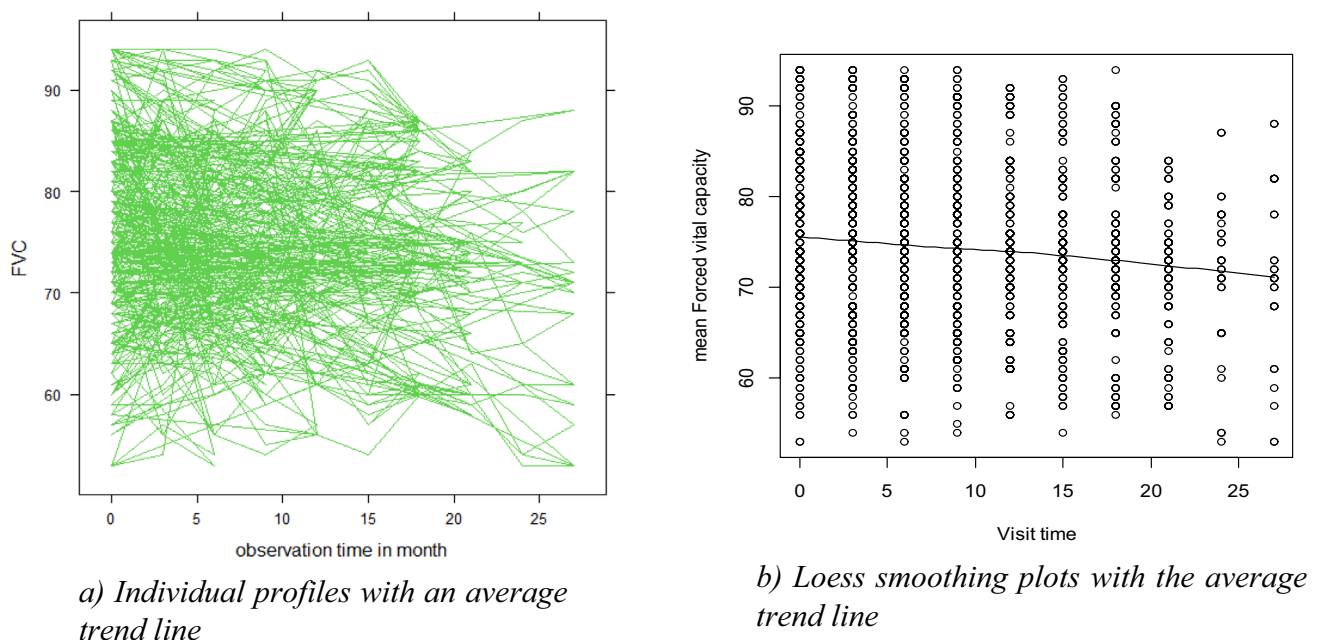 90
80
70
60
FVC
0 5 10 15 20 25
observation time in month
a) Individual profiles with an average
trend line
90
80
70
60
mean Forced vital capacity
0 5 10 15 20 25
Visit time
b) Loess smoothing plots with the average
trend line